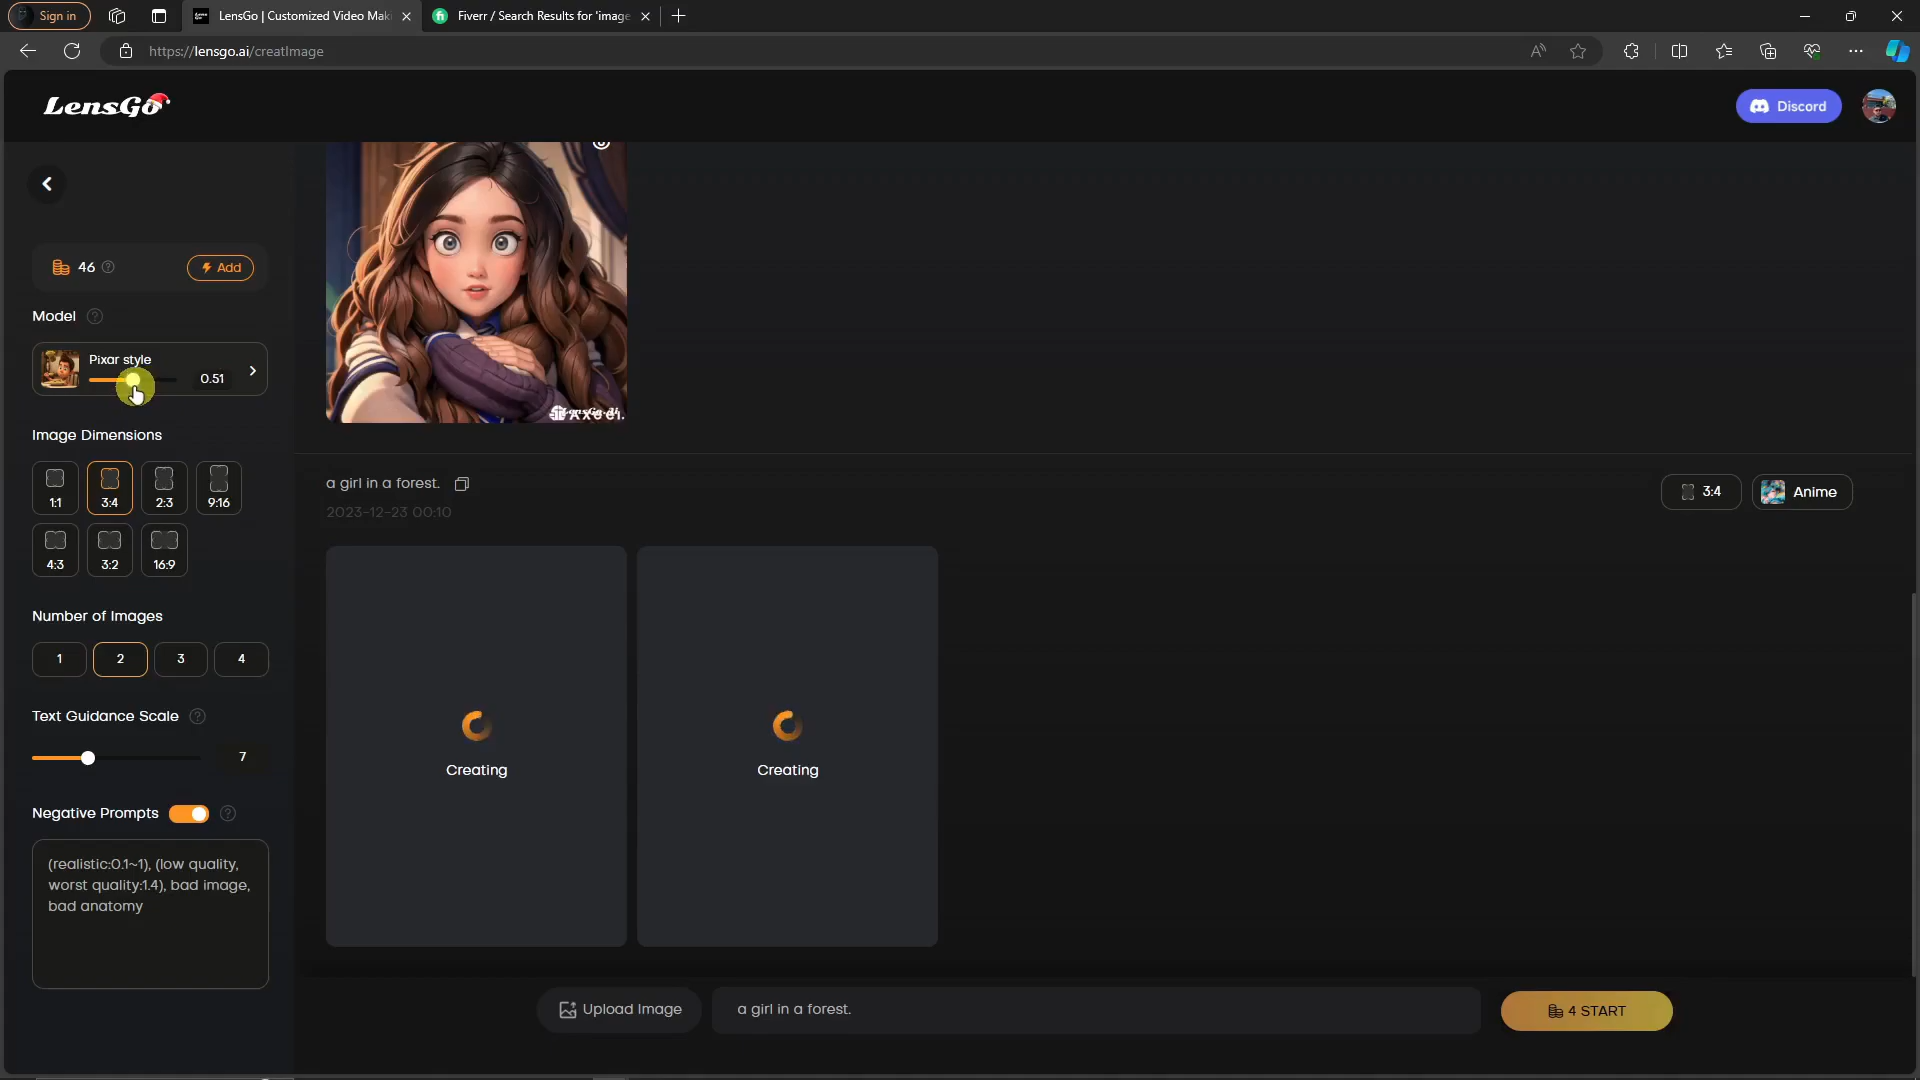 Sign in
LensGo | Customized Video Maki
Fiverr / Search Results for 'image
https://lensgo.ai/creatImage
LensGo
Discord
46
Add
Model
Pixar style
0.51
Image Dimensions
1:1
3:4
2:3
9:16
4:3
3:2
16:9
Number of Images
1
2
3
4
Text Guidance Scale
7
Negative Prompts
(realistic:0.1~1), (low quality,
worst quality:1.4), bad image,
bad anatomy
a girl in a forest.
2023-12-23 00:10
3:4
Anime
Creating
Creating
Upload Image
a girl in a forest.
4 START